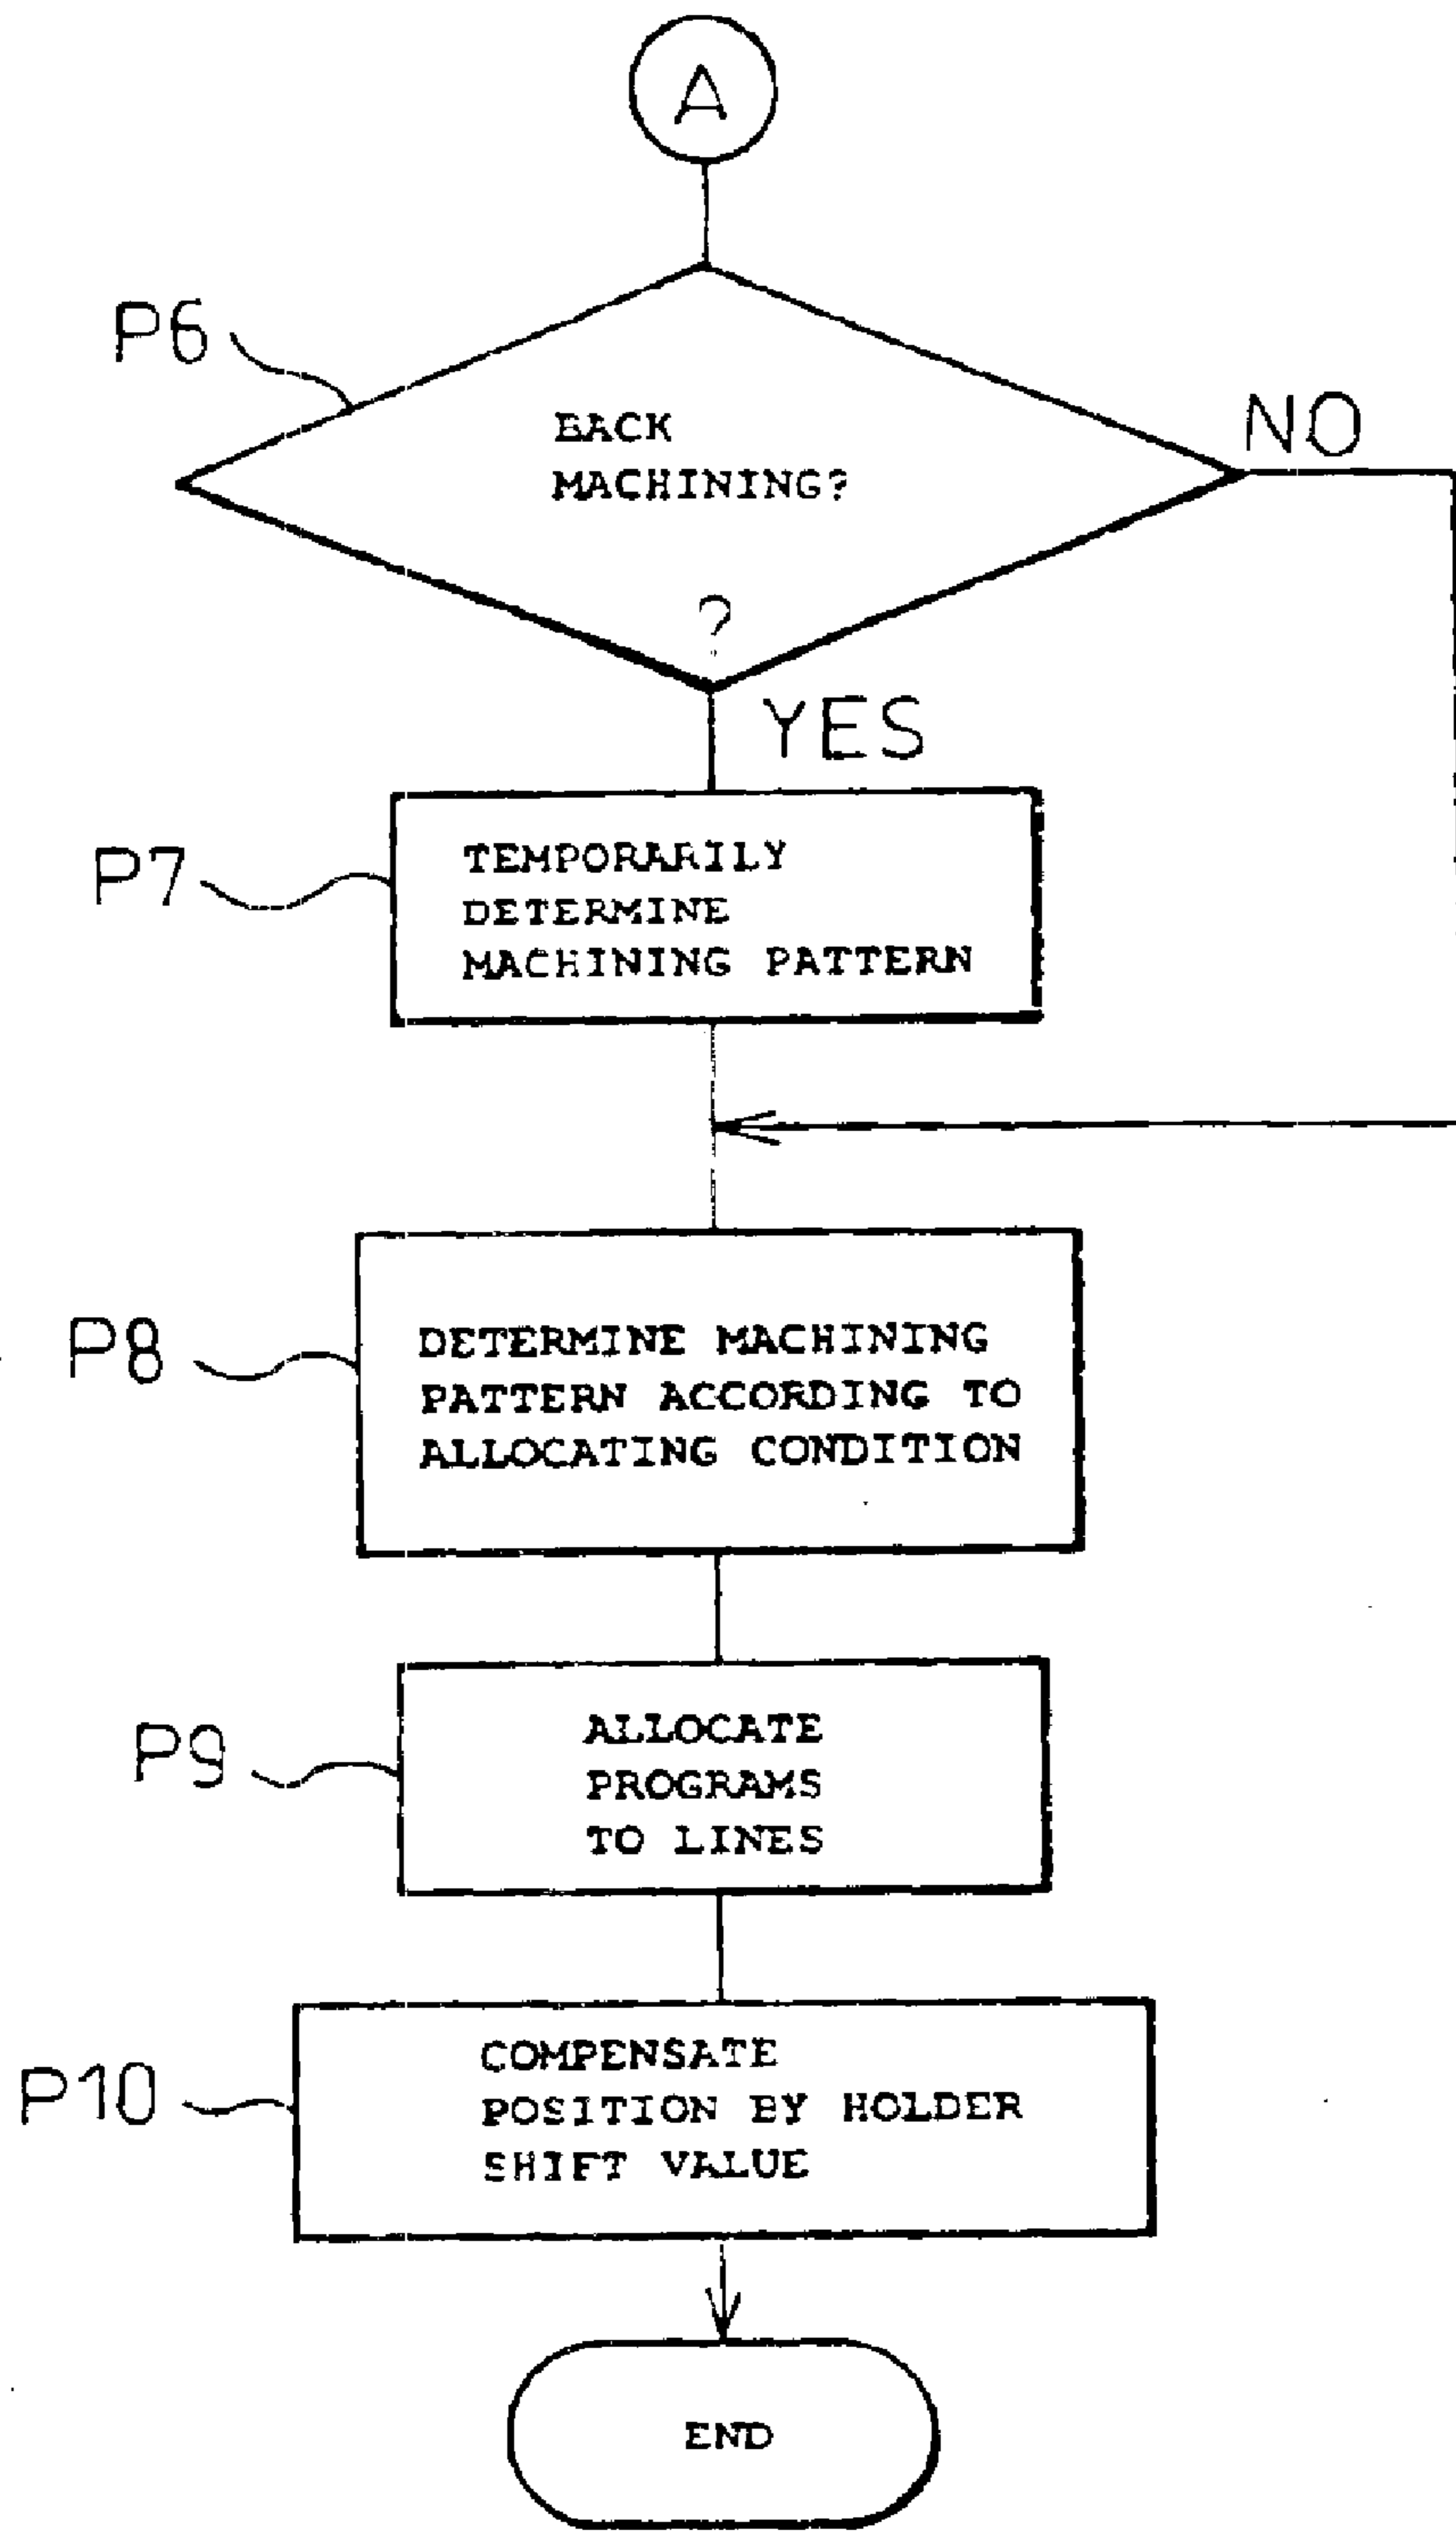 A
P6
BACK
MACHINING?
NO
?
YES
P7
TEMPORARILY
DETERMINE
MACHINING PATTERN
P8
DETERMINE MACHINING
PATTERN ACCORDING TO
ALLOCATING CONDITION
P9
ALLOCATE
PROGRAMS
TO LINES
P10
COMPENSATE
POSITION BY HOLDER
SHIFT VALUE
END